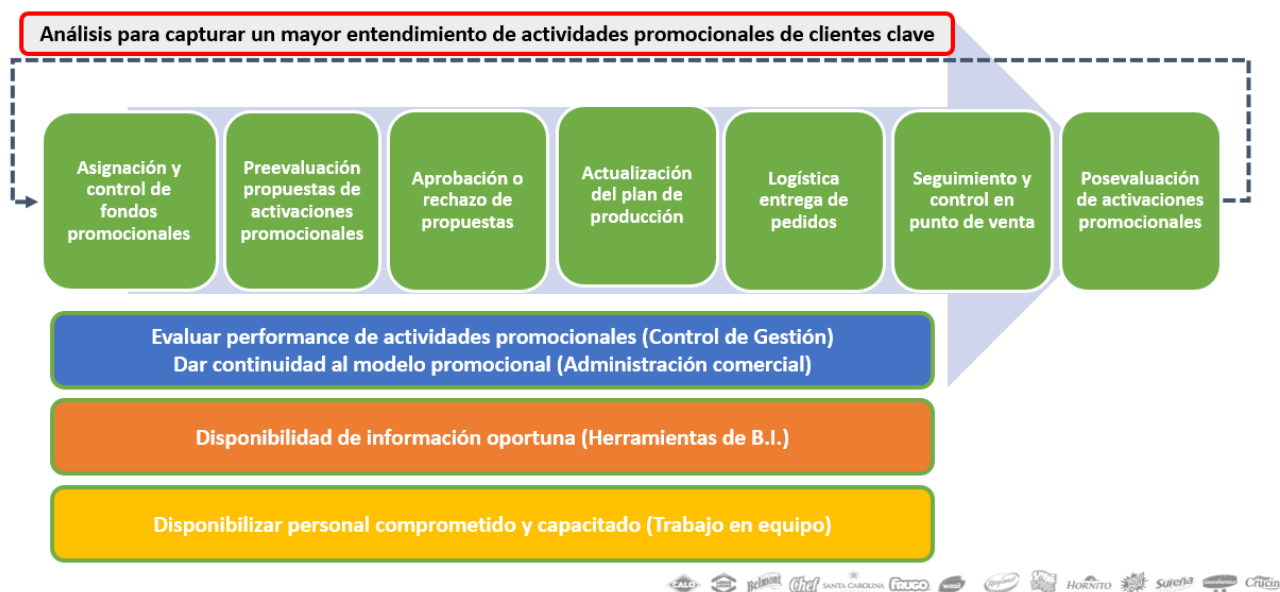 Análisis para capturar un mayor entendimiento de actividades promocionales de clientes clave
Asignación y
control de
fondos
promocionales
Preevaluación
propuestas de
activaciones
promocionales
Aprobación o
rechazo de
propuestas
Actualización
del plan de
producción
Logística
entrega de
pedidos
Seguimiento y
control en
punto de venta
Posevaluación
de activaciones
promocionales
Evaluar performance de actividades promocionales (Control de Gestión)
Dar continuidad al modelo promocional (Administración comercial)
Disponibilidad de información oportuna (Herramientas de B.I.)
Disponibilizar personal comprometido y capacitado (Trabajo en equipo)
CALO
Belmont
Chef
SANTA CAROLINA
FRUGO
wasil
HORNITO
Sureña
Crucin